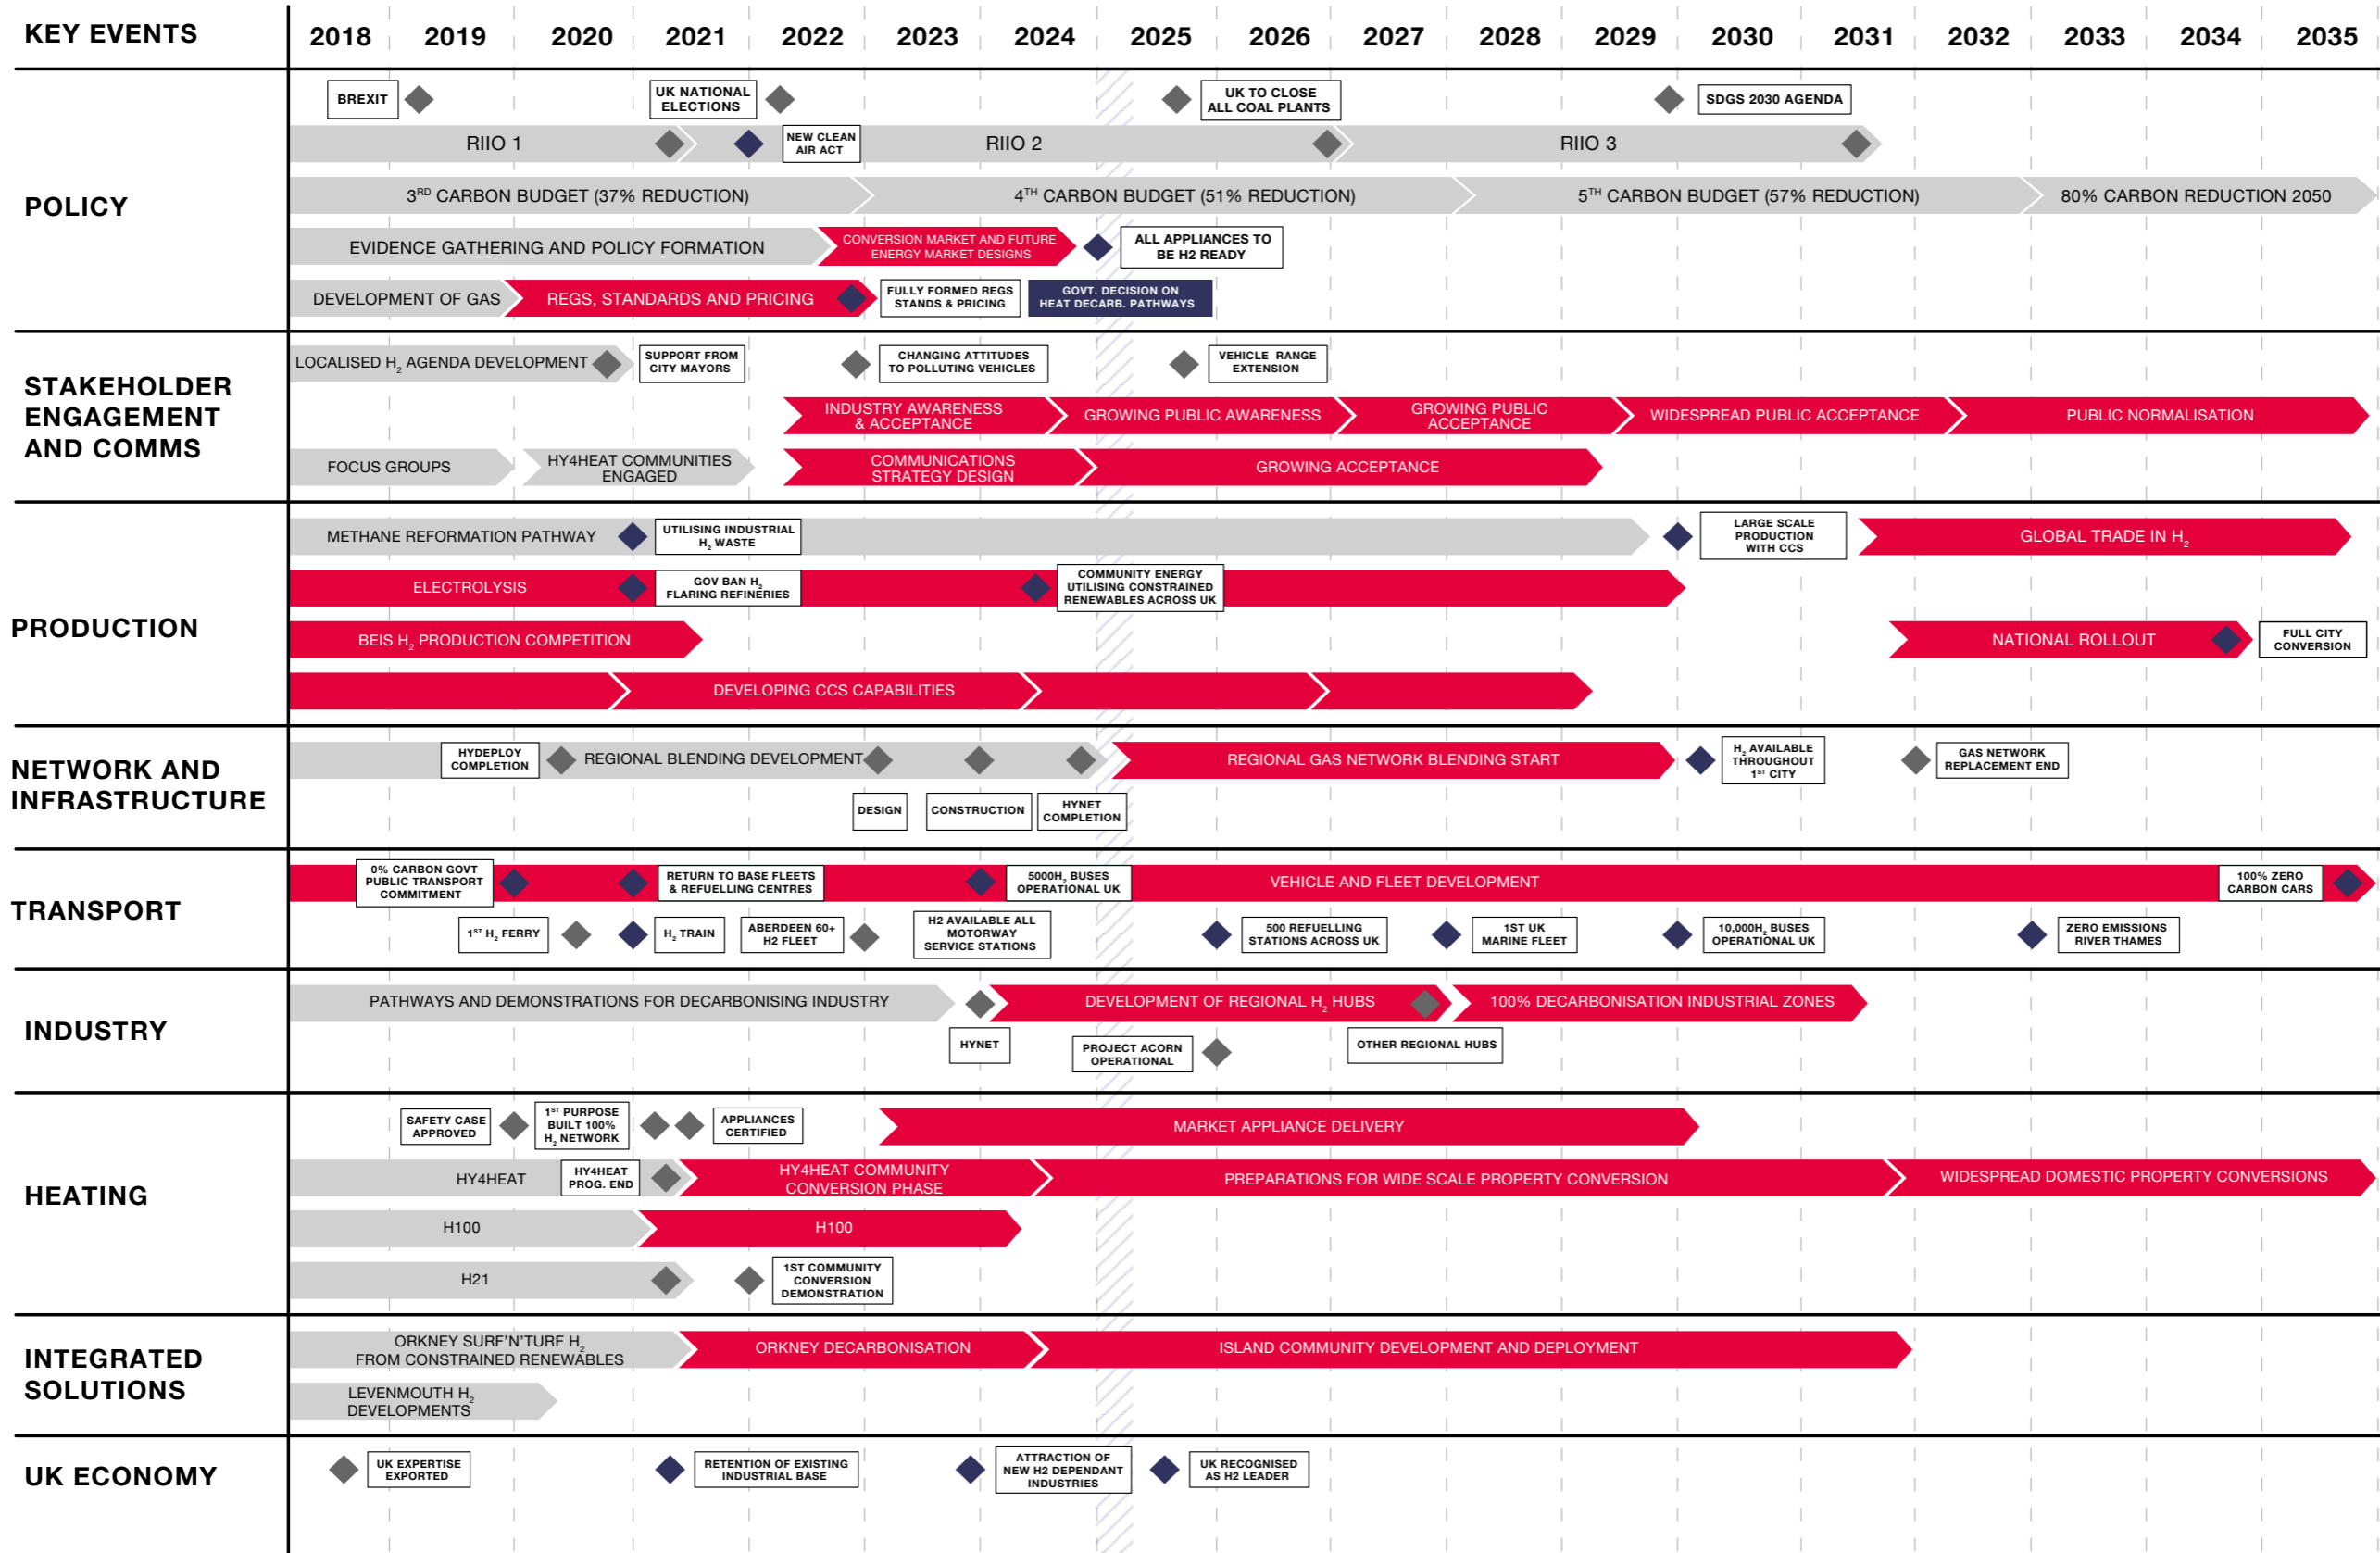 KEY EVENTS
2018 2019 2020 2021 2022 2023 2024 2025 2026 2027 2028 2029 2030 2031 2032 2033 2034 2035
POLICY
BREXIT
UK NATIONAL
ELECTIONS
UK TO CLOSE
ALL COAL PLANTS
SDGS 2030 AGENDA
RIIO 1
NEW CLEAN
AIR ACT
RIIO 2
RIIO 3
3RD CARBON BUDGET (37% REDUCTION)
4TH CARBON BUDGET (51% REDUCTION)
5TH CARBON BUDGET (57% REDUCTION)
80% CARBON REDUCTION 2050
EVIDENCE GATHERING AND POLICY FORMATION
CONVERSION MARKET AND FUTURE
ENERGY MARKET DESIGNS
ALL APPLIANCES TO
BE H2 READY
DEVELOPMENT OF GAS
REGS, STANDARDS AND PRICING
FULLY FORMED REGS
STANDS & PRICING
GOVT. DECISION ON
HEAT DECARB. PATHWAYS
STAKEHOLDER
ENGAGEMENT
AND COMMS
LOCALISED H2 AGENDA DEVELOPMENT
SUPPORT FROM
CITY MAYORS
CHANGING ATTITUDES
TO POLLUTING VEHICLES
VEHICLE RANGE
EXTENSION
INDUSTRY AWARENESS
& ACCEPTANCE
GROWING PUBLIC AWARENESS
GROWING PUBLIC
ACCEPTANCE
WIDESPREAD PUBLIC ACCEPTANCE
PUBLIC NORMALISATION
FOCUS GROUPS
HY4HEAT COMMUNITIES
ENGAGED
COMMUNICATIONS
STRATEGY DESIGN
GROWING ACCEPTANCE
PRODUCTION
METHANE REFORMATION PATHWAY
UTILISING INDUSTRIAL
H2 WASTE
LARGE SCALE
PRODUCTION
WITH CCS
GLOBAL TRADE IN H2
ELECTROLYSIS
GOV BAN H2
FLARING REFINERIES
COMMUNITY ENERGY
UTILISING CONSTRAINED
RENEWABLES ACROSS UK
BEIS H2 PRODUCTION COMPETITION
NATIONAL ROLLOUT
FULL CITY
CONVERSION
DEVELOPING CCS CAPABILITIES
NETWORK AND
INFRASTRUCTURE
HYDEPLOY
COMPLETION
REGIONAL BLENDING DEVELOPMENT
REGIONAL GAS NETWORK BLENDING START
H2 AVAILABLE
THROUGHOUT
1ST CITY
GAS NETWORK
REPLACEMENT END
DESIGN
CONSTRUCTION
HYNET
COMPLETION
TRANSPORT
0% CARBON GOVT
PUBLIC TRANSPORT
COMMITMENT
RETURN TO BASE FLEETS
& REFUELLING CENTRES
5000H2 BUSES
OPERATIONAL UK
VEHICLE AND FLEET DEVELOPMENT
100% ZERO
CARBON CARS
1ST H2 FERRY
H2 TRAIN
ABERDEEN 60+
H2 FLEET
H2 AVAILABLE ALL
MOTORWAY
SERVICE STATIONS
500 REFUELLING
STATIONS ACROSS UK
1ST UK
MARINE FLEET
10,000H2 BUSES
OPERATIONAL UK
ZERO EMISSIONS
RIVER THAMES
INDUSTRY
PATHWAYS AND DEMONSTRATIONS FOR DECARBONISING INDUSTRY
DEVELOPMENT OF REGIONAL H2 HUBS
100% DECARBONISATION INDUSTRIAL ZONES
HYNET
PROJECT ACORN
OPERATIONAL
OTHER REGIONAL HUBS
HEATING
SAFETY CASE
APPROVED
1ST PURPOSE
BUILT 100%
H2 NETWORK
APPLIANCES
CERTIFIED
MARKET APPLIANCE DELIVERY
HY4HEAT
HY4HEAT
PROG. END
HY4HEAT COMMUNITY
CONVERSION PHASE
PREPARATIONS FOR WIDE SCALE PROPERTY CONVERSION
WIDESPREAD DOMESTIC PROPERTY CONVERSIONS
H100
H100
H21
1ST COMMUNITY
CONVERSION
DEMONSTRATION
INTEGRATED
SOLUTIONS
ORKNEY SURF'N'TURF H2
FROM CONSTRAINED RENEWABLES
ORKNEY DECARBONISATION
ISLAND COMMUNITY DEVELOPMENT AND DEPLOYMENT
LEVENMOUTH H2
DEVELOPMENTS
UK ECONOMY
UK EXPERTISE
EXPORTED
RETENTION OF EXISTING
INDUSTRIAL BASE
ATTRACTION OF
NEW H2 DEPENDANT
INDUSTRIES
UK RECOGNISED
AS H2 LEADER